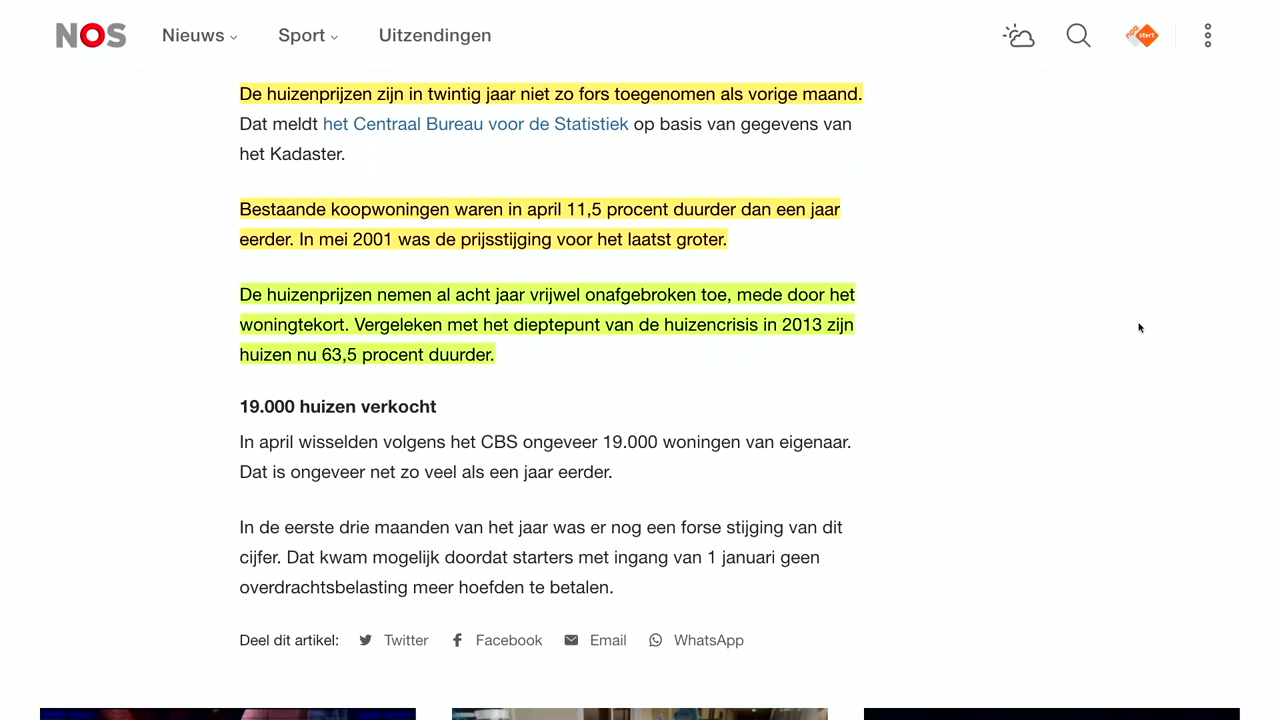 NOS Nieuws Sport Uitzendingen npo start
De huizenprijzen zijn in twintig jaar niet zo fors toegenomen als vorige maand.
Dat meldt het Centraal Bureau voor de Statistiek op basis van gegevens van
het Kadaster.
Bestaande koopwoningen waren in april 11,5 procent duurder dan een jaar
eerder. In mei 2001 was de prijsstijging voor het laatst groter.
De huizenprijzen nemen al acht jaar vrijwel onafgebroken toe, mede door het
woningtekort. Vergeleken met het dieptepunt van de huizencrisis in 2013 zijn
huizen nu 63,5 procent duurder.
19.000 huizen verkocht
In april wisselden volgens het CBS ongeveer 19.000 woningen van eigenaar.
Dat is ongeveer net zo veel als een jaar eerder.
In de eerste drie maanden van het jaar was er nog een forse stijging van dit
cijfer. Dat kwam mogelijk doordat starters met ingang van 1 januari geen
overdrachtsbelasting meer hoefden te betalen.
Deel dit artikel: Twitter Facebook Email WhatsApp